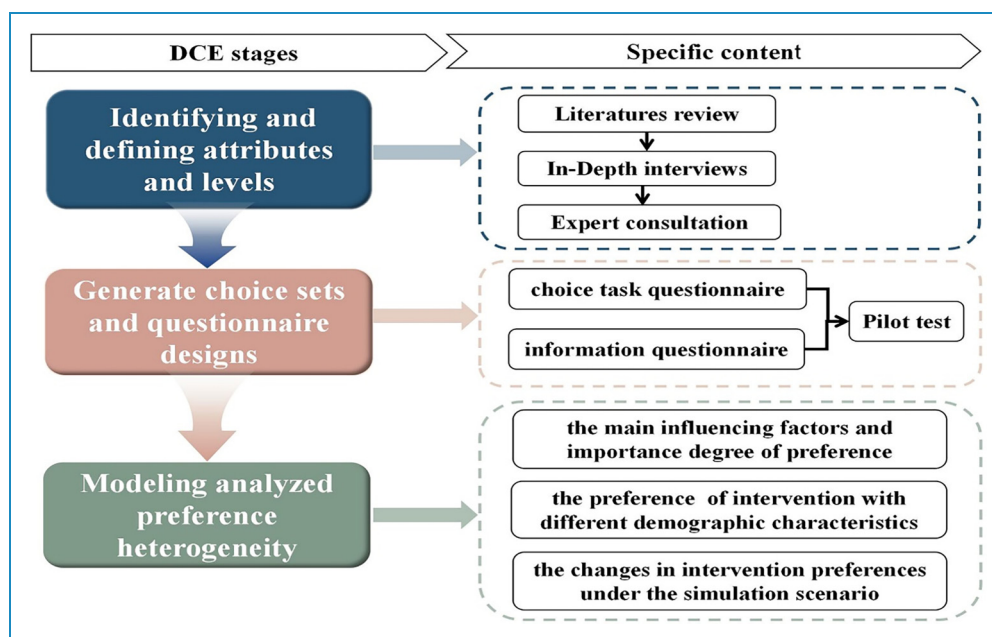 DCE stages
Specific content
Identifying and
defining attributes
and levels
Literatures review
In-Depth interviews
Expert consultation
Generate choice sets
and questionnaire
designs
choice task questionnaire
information questionnaire
Pilot test
Modeling analyzed
preference
heterogeneity
the main influencing factors and
importance degree of preference
the preference of intervention with
different demographic characteristics
the changes in intervention preferences
under the simulation scenario